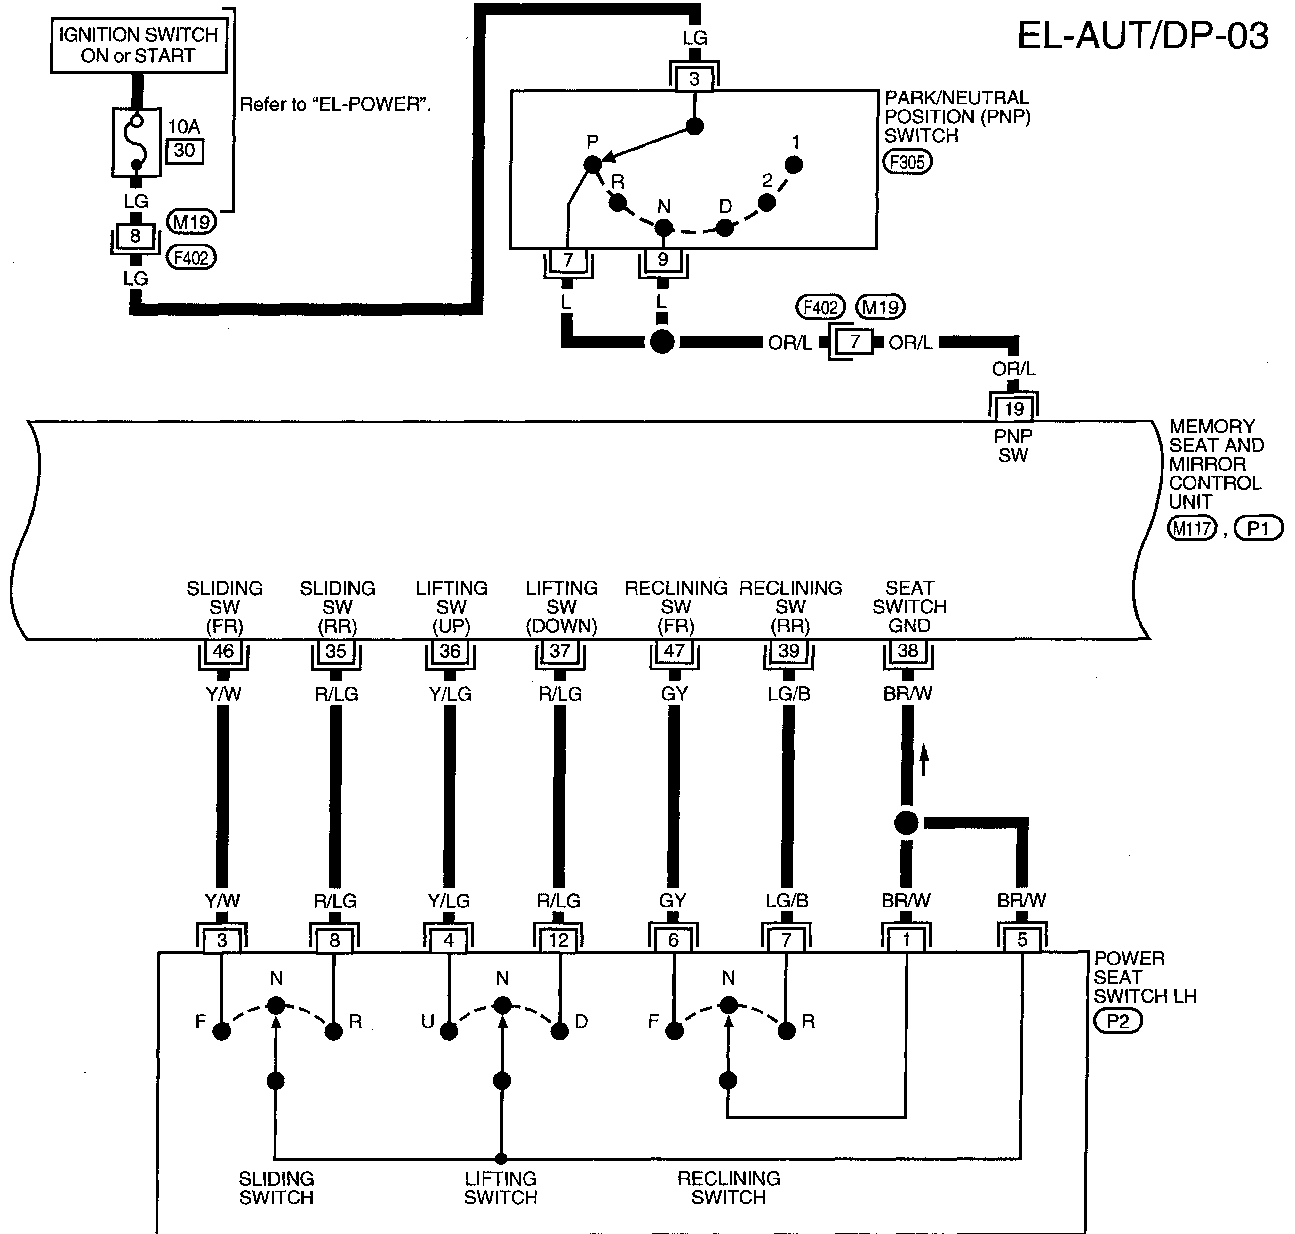 EL-AUT/DP-03
IGNITION SWITCH
ON or START
Refer to "EL-POWER".
10A
30
LG
M19
8
F402
LG
LG
3
PARK/NEUTRAL
POSITION (PNP)
SWITCH
F305
P
R
N
D
2
1
7
9
L
L
F402
M19
OR/L
7
OR/L
OR/L
19
PNP
SW
MEMORY
SEAT AND
MIRROR
CONTROL
UNIT
M117 , P1
SLIDING
SW
(FR)
SLIDING
SW
(RR)
LIFTING
SW
(UP)
LIFTING
SW
(DOWN)
RECLINING
SW
(FR)
RECLINING
SW
(RR)
SEAT
SWITCH
GND
46
35
36
37
47
39
38
Y/W
R/LG
Y/LG
R/LG
GY
LG/B
BR/W
Y/W
R/LG
Y/LG
R/LG
GY
LG/B
BR/W
BR/W
3
8
4
12
6
7
1
5
POWER
SEAT
SWITCH LH
P2
F
N
R
U
N
D
F
N
R
SLIDING
SWITCH
LIFTING
SWITCH
RECLINING
SWITCH